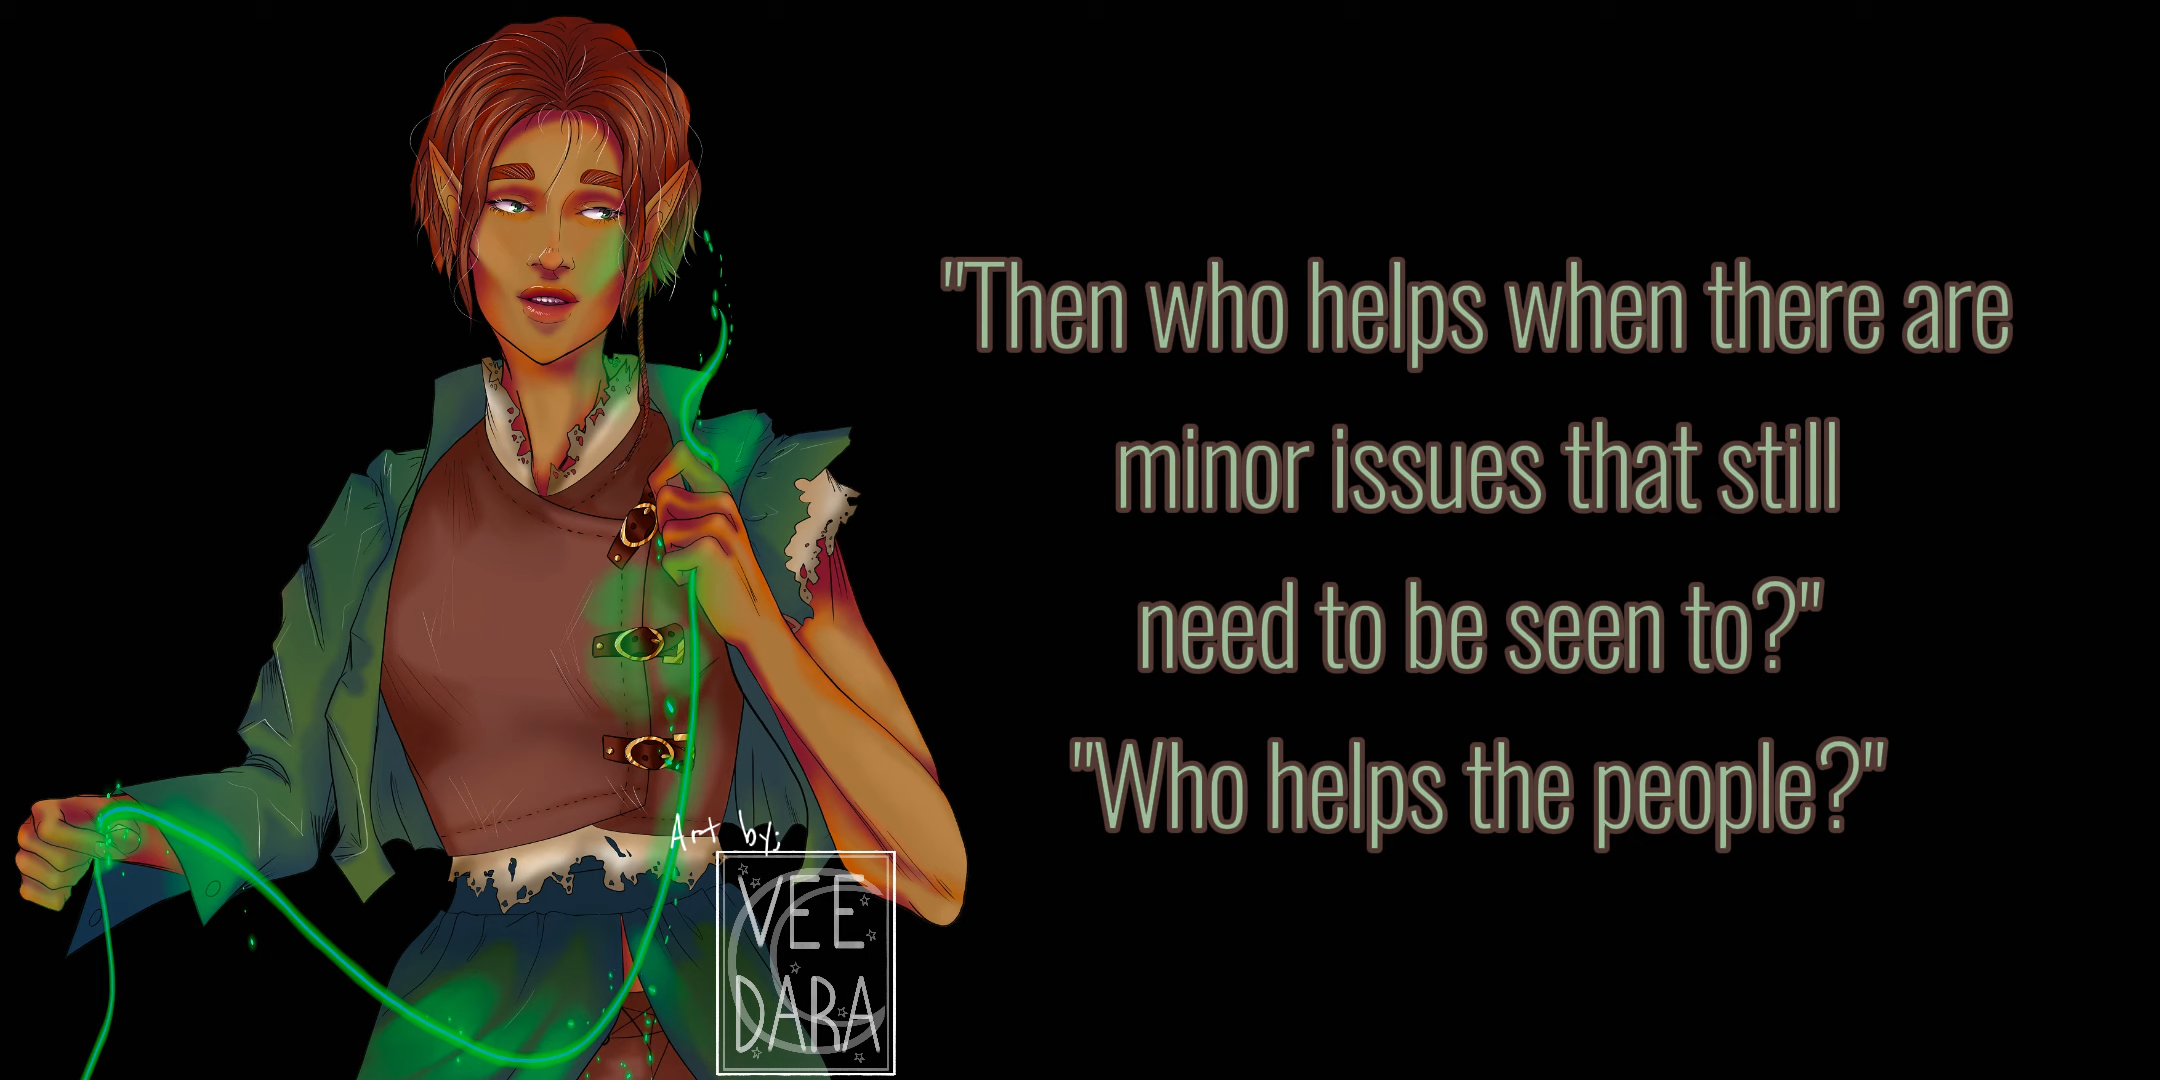 "Then who helps when there are
minor issues that still
need to be seen to?"
"Who helps the people?"
Art by;
VEE
DARA